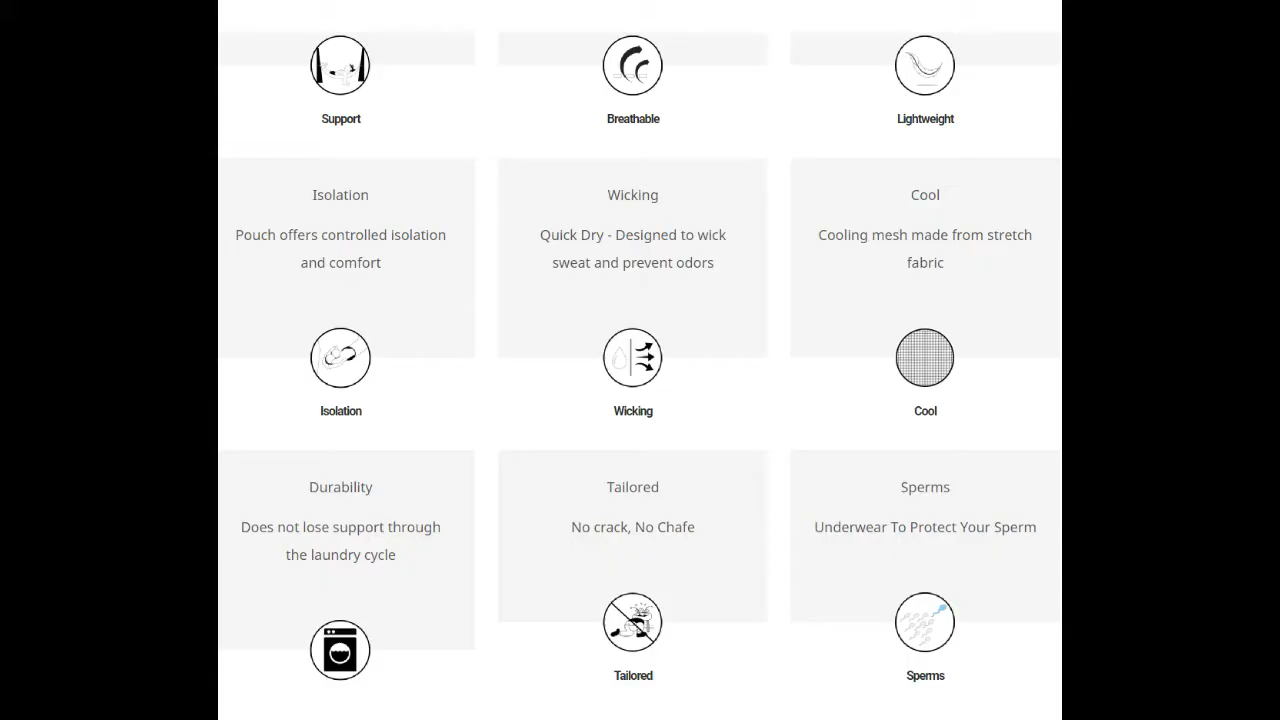 Support
Breathable
Lightweight
Isolation
Pouch offers controlled isolation
and comfort
Isolation
Wicking
Quick Dry - Designed to wick
sweat and prevent odors
Wicking
Cool
Cooling mesh made from stretch
fabric
Cool
Durability
Does not lose support through
the laundry cycle
Tailored
No crack, No Chafe
Tailored
Sperms
Underwear To Protect Your Sperm
Sperms